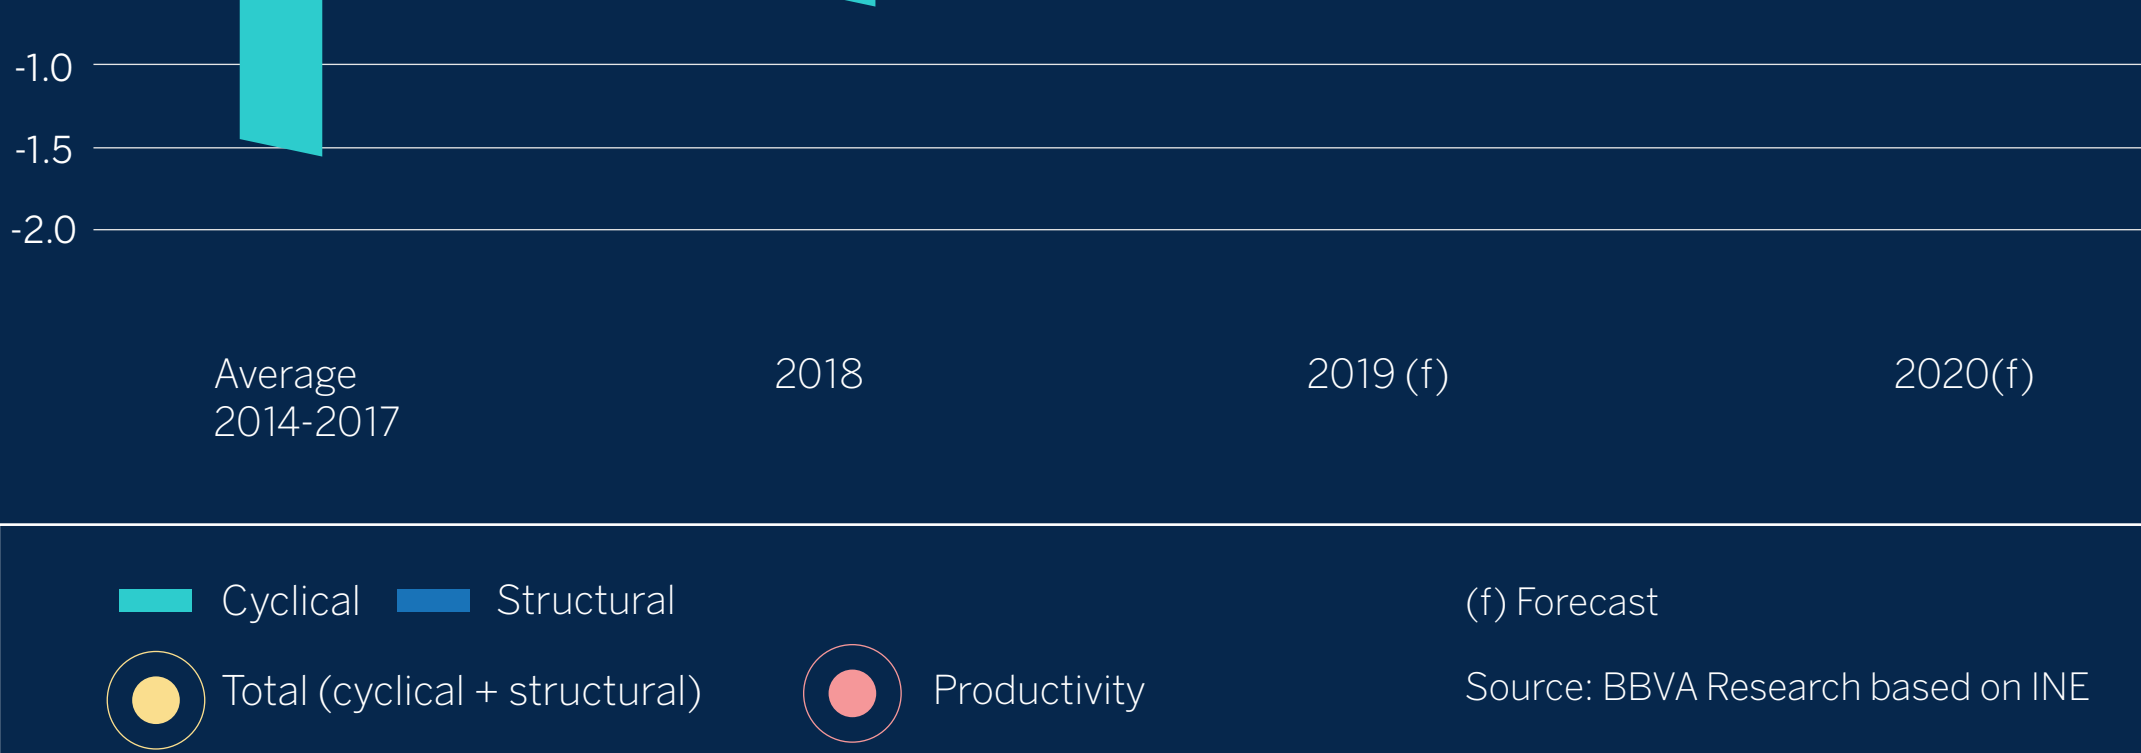 -1.0
-1.5
-2.0
Average
2014-2017
2018
2019 (f)
2020(f)
Cyclical
Structural
(f) Forecast
Total (cyclical + structural)
Productivity
Source: BBVA Research based on INE